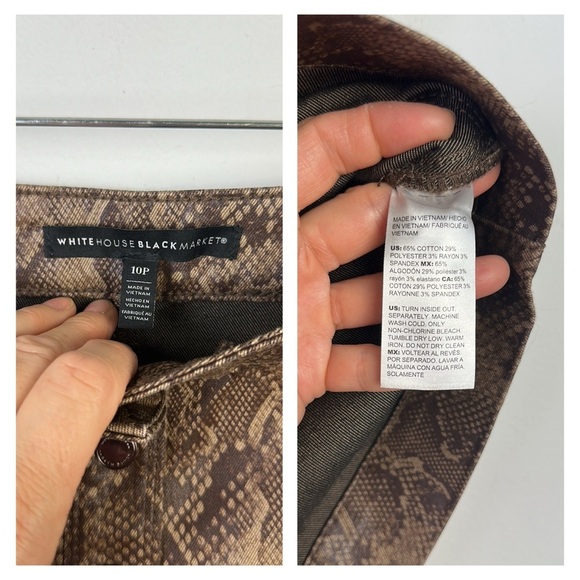 WHITEHOUSEBLACKMARKET®
10P
MADE IN
VIETNAM
HECHO EN
VIETNAM
FABRIQUÉ AU
VIETNAM
MADE IN VIETNAM/ HECHO
EN VIETNAM/ FABRIQUÉ AU
VIETNAM
US: 65% COTTON 29%
POLYESTER 3% RAYON 3%
SPANDEX MX: 65%
ALGODÓN 29% poliéster 3%
rayón 3% elastano CA: 65%
COTON 29% POLYESTER 3%
RAYONNE 3% SPANDEX
US: TURN INSIDE OUT
SEPARATELY. MACHINE
WASH COLD. ONLY
NON-CHLORINE BLEACH.
TUMBLE DRY LOW. WARM
IRON. DO NOT DRY CLEAN
MX: VOLTEAR AL REVÉS.
POR SEPARADO. LAVAR A
MÁQUINA CON AGUA FRÍA.
SOLAMENTE